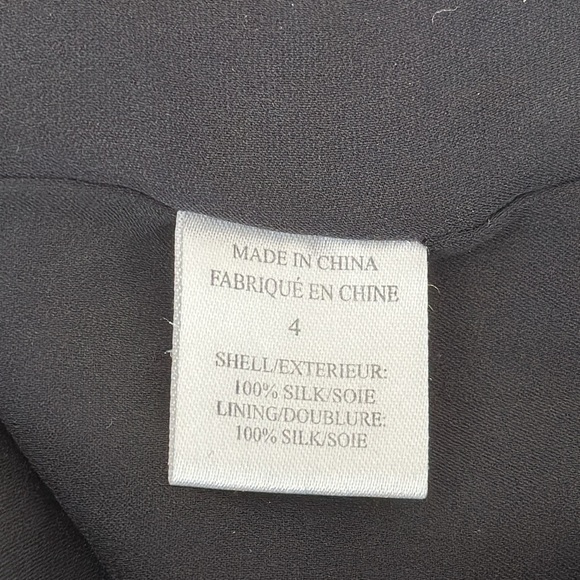 MADE IN CHINA
FABRIQUÉ EN CHINE
4
SHELL/EXTERIEUR:
100% SILK/SOIE
LINING/DOUBLURE:
100% SILK/SOIE